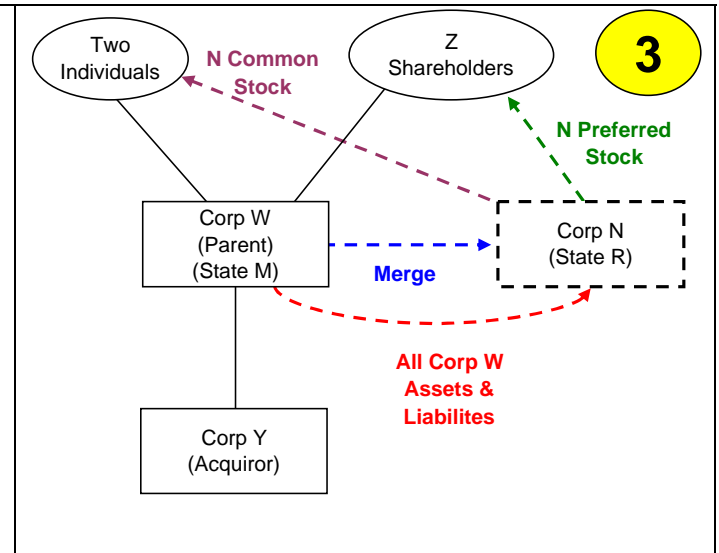 Two
Individuals
N Common
Stock
Z
Shareholders
3
N Preferred
Stock
Corp W
(Parent)
(State M)
Merge
Corp N
(State R)
All Corp W
Assets &
Liabilites
Corp Y
(Acquiror)